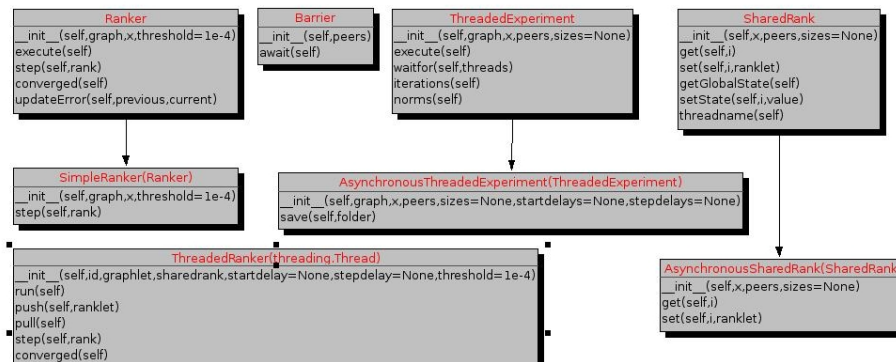 Ranker
__init__(self,graph,x,threshold=1e-4)
execute(self)
step(self,rank)
converged(self)
updateError(self,previous,current)
Barrier
__init__(self,peers)
await(self)
ThreadedExperiment
__init__(self,graph,x,peers,sizes=None)
execute(self)
waitfor(self,threads)
iterations(self)
norms(self)
SharedRank
__init__(self,x,peers,sizes=None)
get(self,i)
set(self,i,ranklet)
getGlobalState(self)
setState(self,i,value)
threadname(self)
SimpleRanker(Ranker)
__init__(self,graph,x,threshold=1e-4)
step(self,rank)
AsynchronousThreadedExperiment(ThreadedExperiment)
__init__(self,graph,x,peers,sizes=None,startdelays=None,stepdelays=None)
save(self,folder)
ThreadedRanker(threading.Thread)
__init__(self,id,graphlet,sharedrank,startdelay=None,stepdelay=None,threshold=1e-4)
run(self)
push(self,ranklet)
pull(self)
step(self,rank)
converged(self)
AsynchronousSharedRank(SharedRank
__init__(self,x,peers,sizes=None)
get(self,i)
set(self,i,ranklet)